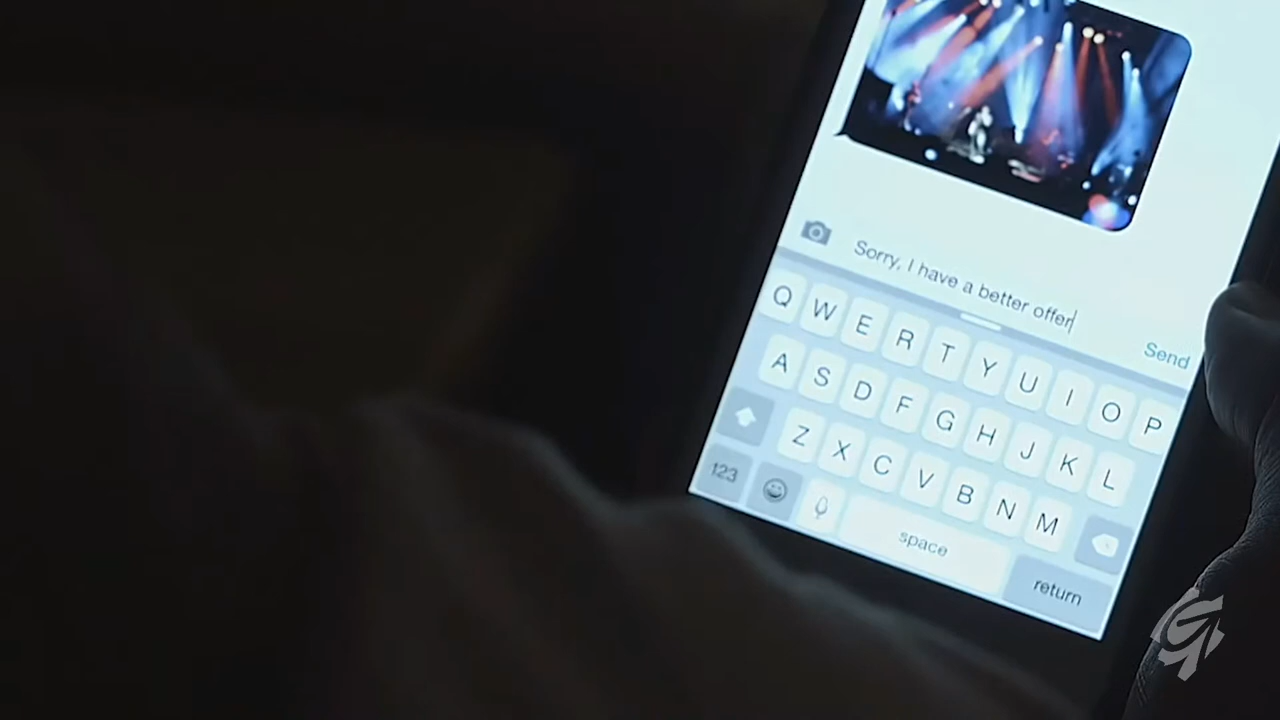 Sorry, I have a better offer
Send
Q W E R T Y U I O P
A S D F G H J K L
Z X C V B N M
123
space
return